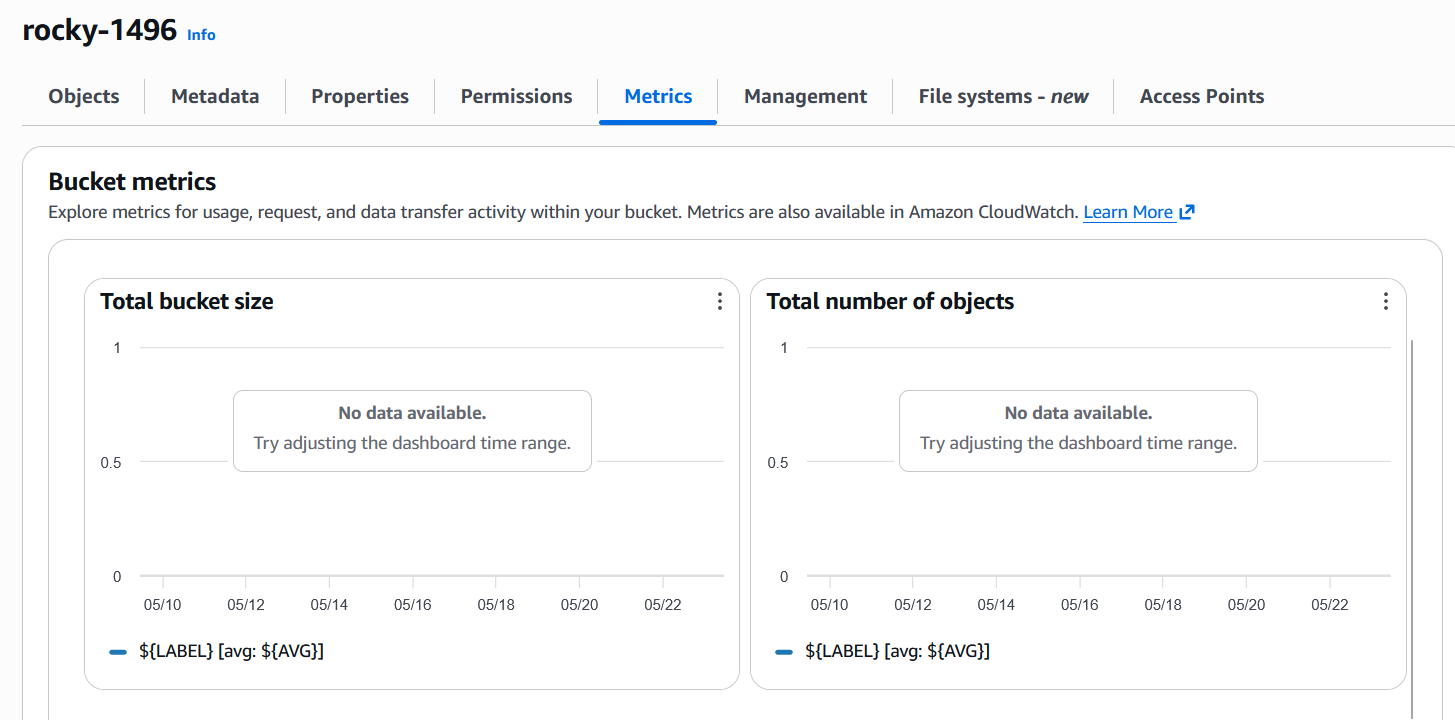 rocky-1496 Info
Objects Metadata Properties Permissions Metrics Management File systems - new Access Points
Bucket metrics
Explore metrics for usage, request, and data transfer activity within your bucket. Metrics are also available in Amazon CloudWatch. Learn More
Total bucket size
1
No data available.
Try adjusting the dashboard time range.
0.5
0
05/10 05/12 05/14 05/16 05/18 05/20 05/22
${LABEL} [avg: ${AVG}]
Total number of objects
1
No data available.
Try adjusting the dashboard time range.
0.5
0
05/10 05/12 05/14 05/16 05/18 05/20 05/22
${LABEL} [avg: ${AVG}]